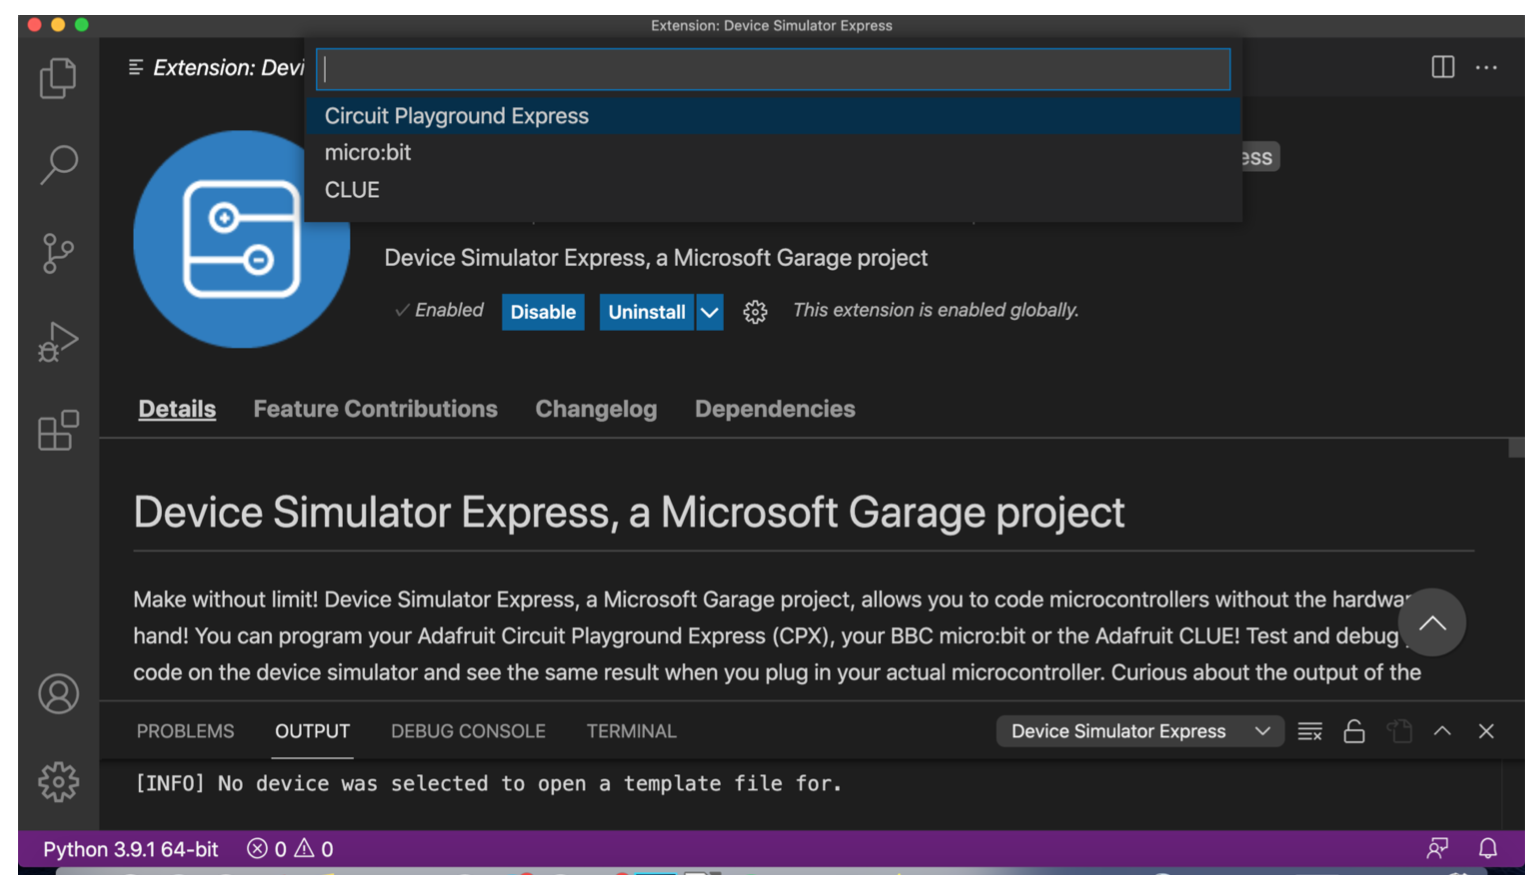 Extension: Device Simulator Express
Extension: Devi
Circuit Playground Express
micro:bit
CLUE
ess
Device Simulator Express, a Microsoft Garage project
Enabled Disable Uninstall This extension is enabled globally.
Details Feature Contributions Changelog Dependencies
Device Simulator Express, a Microsoft Garage project
Make without limit! Device Simulator Express, a Microsoft Garage project, allows you to code microcontrollers without the hardwar
hand! You can program your Adafruit Circuit Playground Express (CPX), your BBC micro:bit or the Adafruit CLUE! Test and debug
code on the device simulator and see the same result when you plug in your actual microcontroller. Curious about the output of the
PROBLEMS OUTPUT DEBUG CONSOLE TERMINAL Device Simulator Express
[INFO] No device was selected to open a template file for.
Python 3.9.1 64-bit 0 0